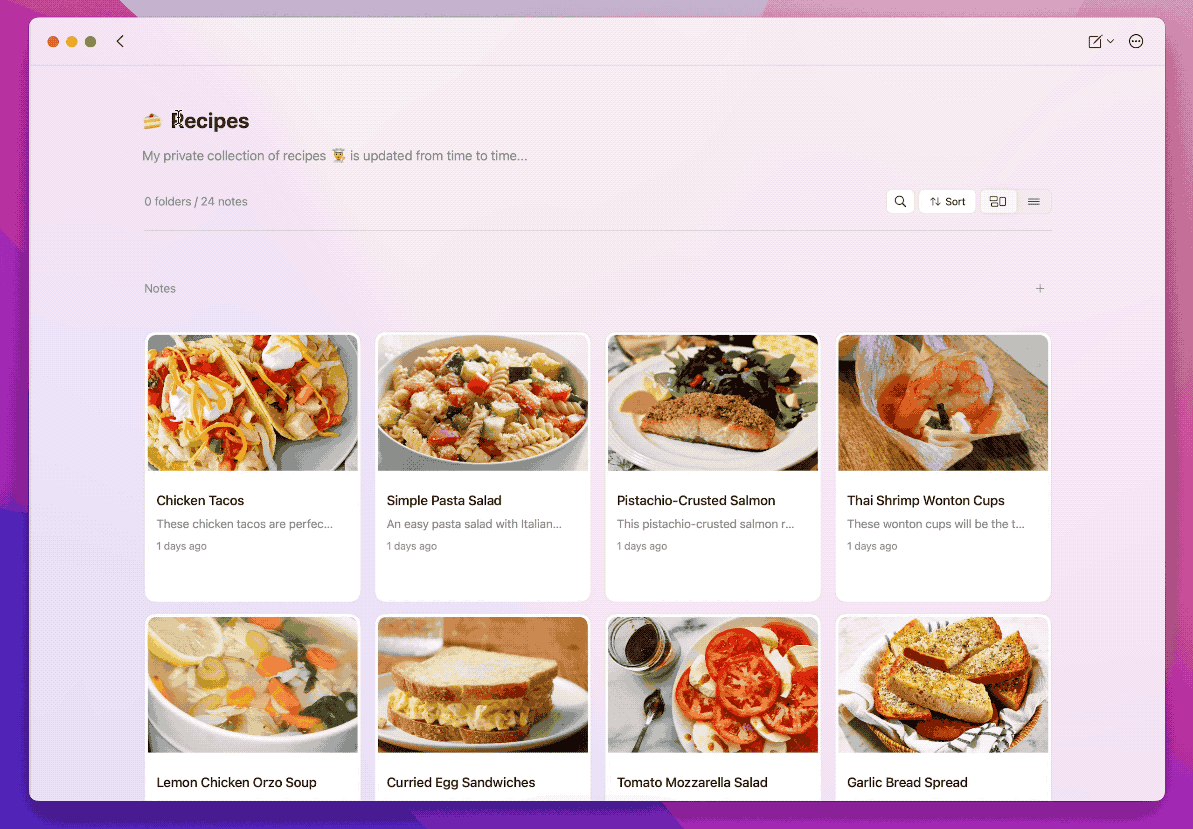 Recipes
My private collection of recipes 👨‍🍳 is updated from time to time...
0 folders / 24 notes
Sort
Notes
Chicken Tacos
These chicken tacos are perfec...
1 days ago
Simple Pasta Salad
An easy pasta salad with Italian...
1 days ago
Pistachio-Crusted Salmon
This pistachio-crusted salmon r...
1 days ago
Thai Shrimp Wonton Cups
These wonton cups will be the t...
1 days ago
Lemon Chicken Orzo Soup
Curried Egg Sandwiches
Tomato Mozzarella Salad
Garlic Bread Spread